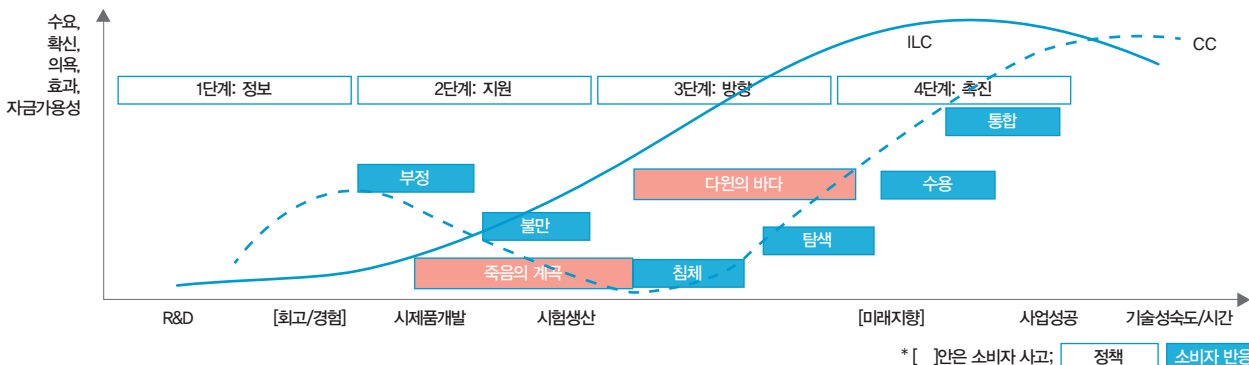 수요,
확신,
의욕,
효과,
자금가용성
ILC
CC
1단계: 정보
2단계: 지원
3단계: 방향
4단계: 촉진
통합
부정
다윈의 바다
수용
불만
탐색
죽음의 계곡
침체
R&D
[회고/경험]
시제품개발
시험생산
[미래지향]
사업성공
기술성숙도/시간
* [ ]안은 소비자 사고;
정책
소비자 반응